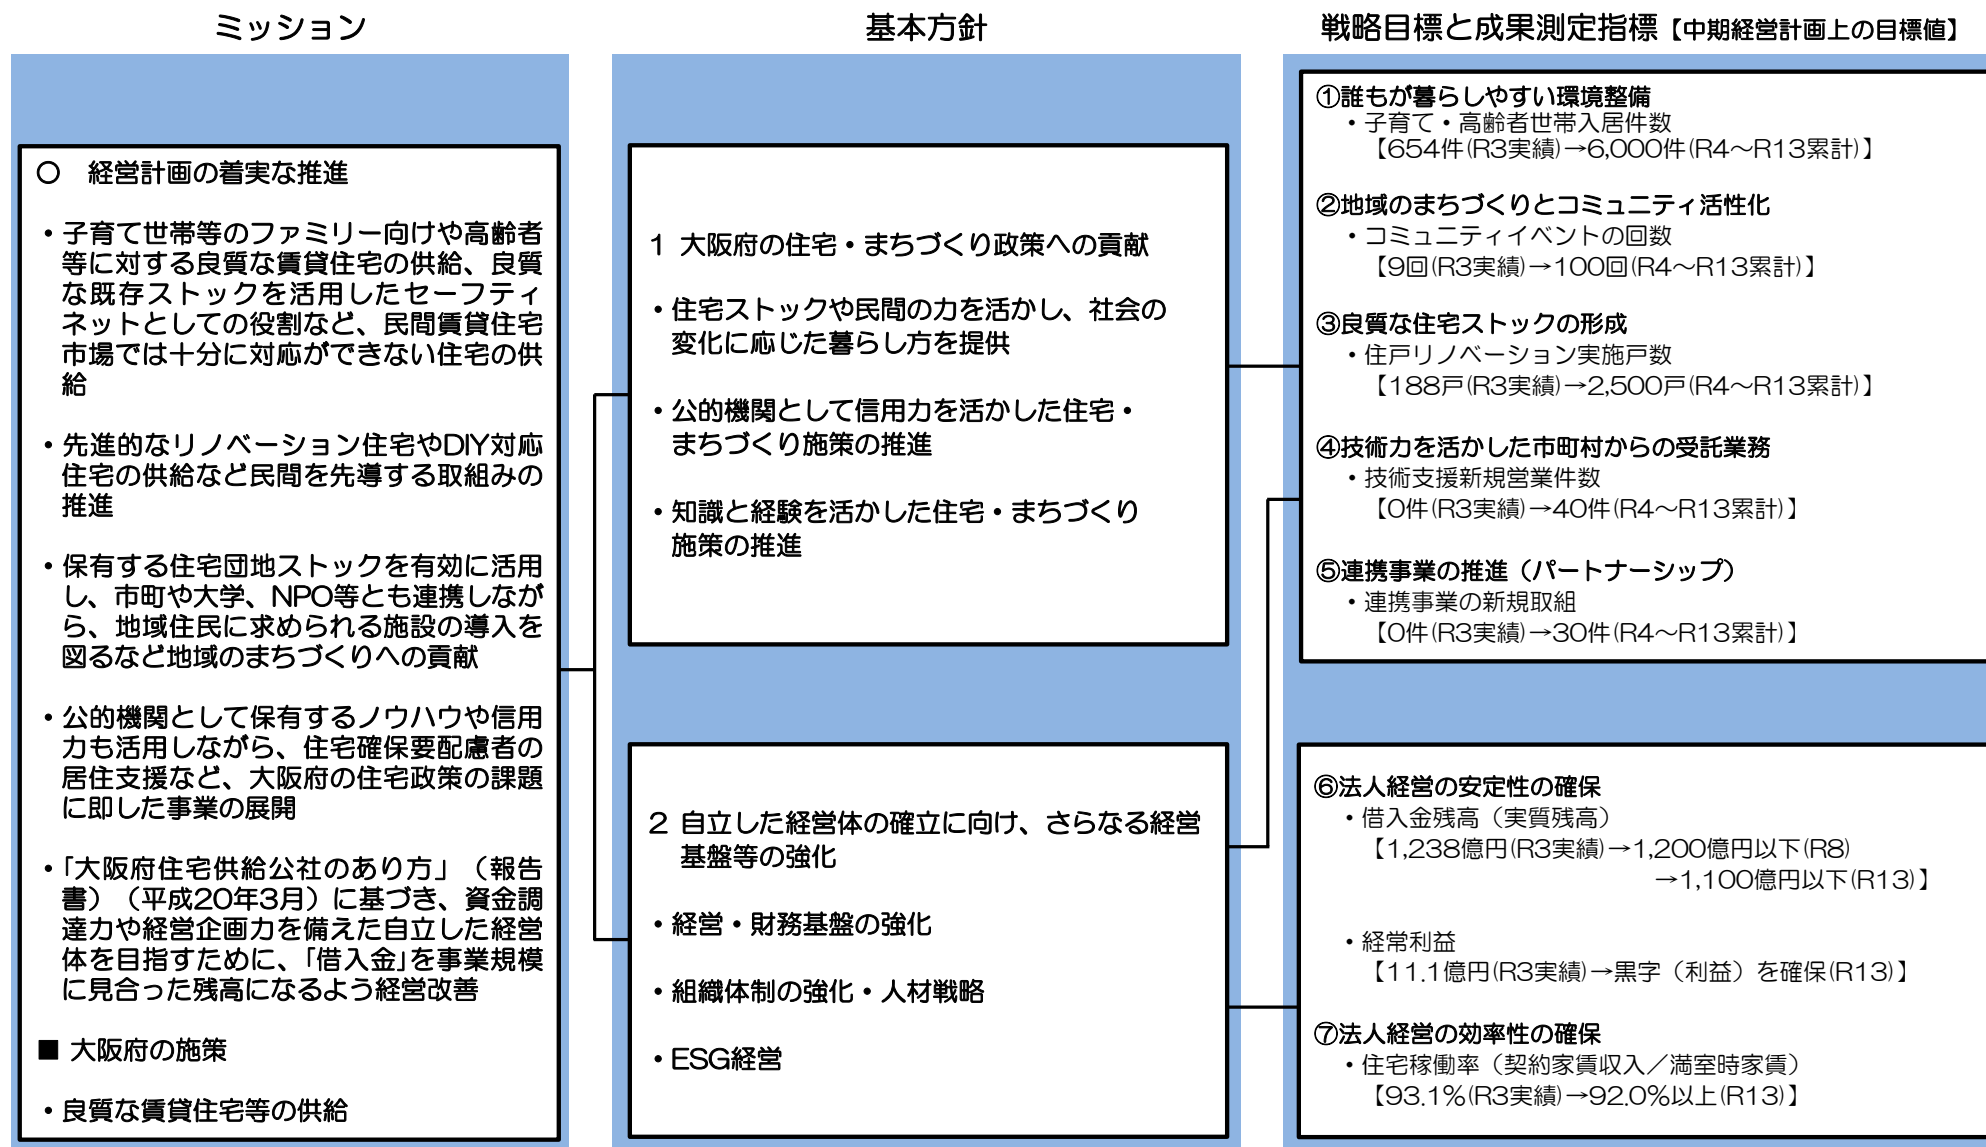 ミッション
○　経営計画の着実な推進
・子育て世帯等のファミリー向けや高齢者
等に対する良質な賃貸住宅の供給、良質
な既存ストックを活用したセーフティ
ネットとしての役割など、民間賃貸住宅
市場では十分に対応ができない住宅の供
給
・先進的なリノベーション住宅やDIY対応
住宅の供給など民間を先導する取組みの
推進
・保有する住宅団地ストックを有効に活用
し、市町や大学、NPO等とも連携しなが
ら、地域住民に求められる施設の導入を
図るなど地域のまちづくりへの貢献
・公的機関として保有するノウハウや信用
力も活用しながら、住宅確保要配慮者の
居住支援など、大阪府の住宅政策の課題
に即した事業の展開
・「大阪府住宅供給公社のあり方」（報告
書）（平成20年3月）に基づき、資金調
達力や経営企画力を備えた自立した経営
体を目指すために、「借入金」を事業規模
に見合った残高になるよう経営改善
■ 大阪府の施策
・良質な賃貸住宅等の供給
基本方針
1 大阪府の住宅・まちづくり政策への貢献
・住宅ストックや民間の力を活かし、社会の
変化に応じた暮らし方を提供
・公的機関として信用力を活かした住宅・
まちづくり施策の推進
・知識と経験を活かした住宅・まちづくり
施策の推進
2 自立した経営体の確立に向け、さらなる経営
基盤等の強化
・経営・財務基盤の強化
・組織体制の強化・人材戦略
・ESG経営
戦略目標と成果測定指標【中期経営計画上の目標値】
①誰もが暮らしやすい環境整備
・子育て・高齢者世帯入居件数
【654件(R3実績)→6,000件(R4～R13累計)】
②地域のまちづくりとコミュニティ活性化
・コミュニティイベントの回数
【9回(R3実績)→100回(R4～R13累計)】
③良質な住宅ストックの形成
・住戸リノベーション実施戸数
【188戸(R3実績)→2,500戸(R4～R13累計)】
④技術力を活かした市町村からの受託業務
・技術支援新規営業件数
【0件(R3実績)→40件(R4～R13累計)】
⑤連携事業の推進（パートナーシップ）
・連携事業の新規取組
【0件(R3実績)→30件(R4～R13累計)】
⑥法人経営の安定性の確保
・借入金残高（実質残高）
【1,238億円(R3実績)→1,200億円以下(R8)
→1,100億円以下(R13)】
・経常利益
【11.1億円(R3実績)→黒字（利益）を確保(R13)】
⑦法人経営の効率性の確保
・住宅稼働率（契約家賃収入／満室時家賃）
【93.1%(R3実績)→92.0%以上(R13)】